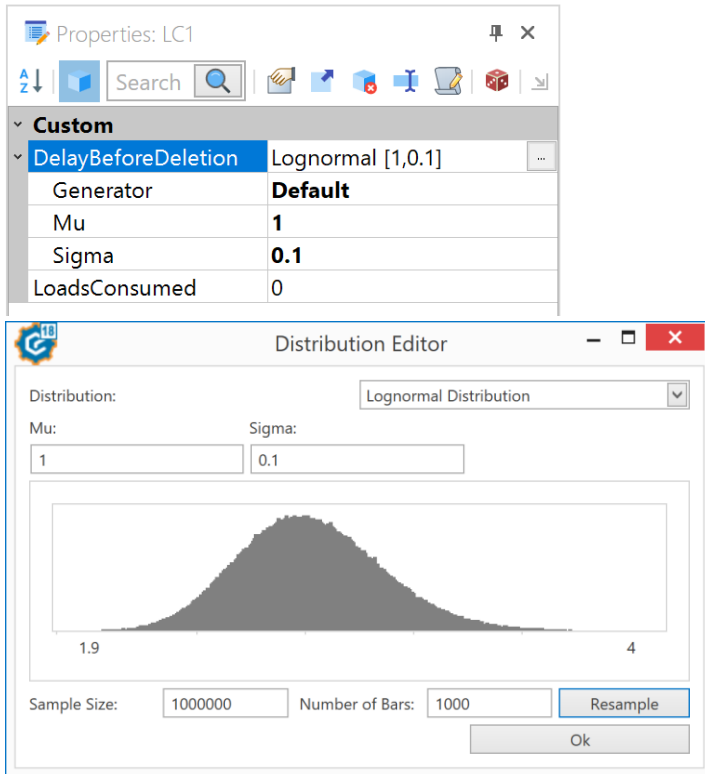 Properties: LC1
A
Z
Search
Custom
DelayBeforeDeletion Lognormal [1,0.1] ...
Generator Default
Mu 1
Sigma 0.1
LoadsConsumed 0
18
Distribution Editor
Distribution: Lognormal Distribution
Mu: Sigma:
1 0.1
1.9 4
Sample Size: 1000000 Number of Bars: 1000 Resample
Ok